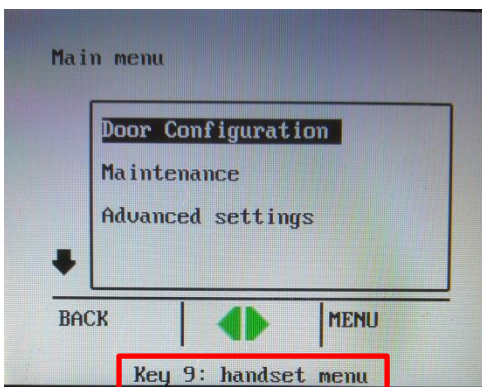 Main menu
Door Configuration
Maintenance
Advanced settings
BACK
MENU
Key 9: handset menu